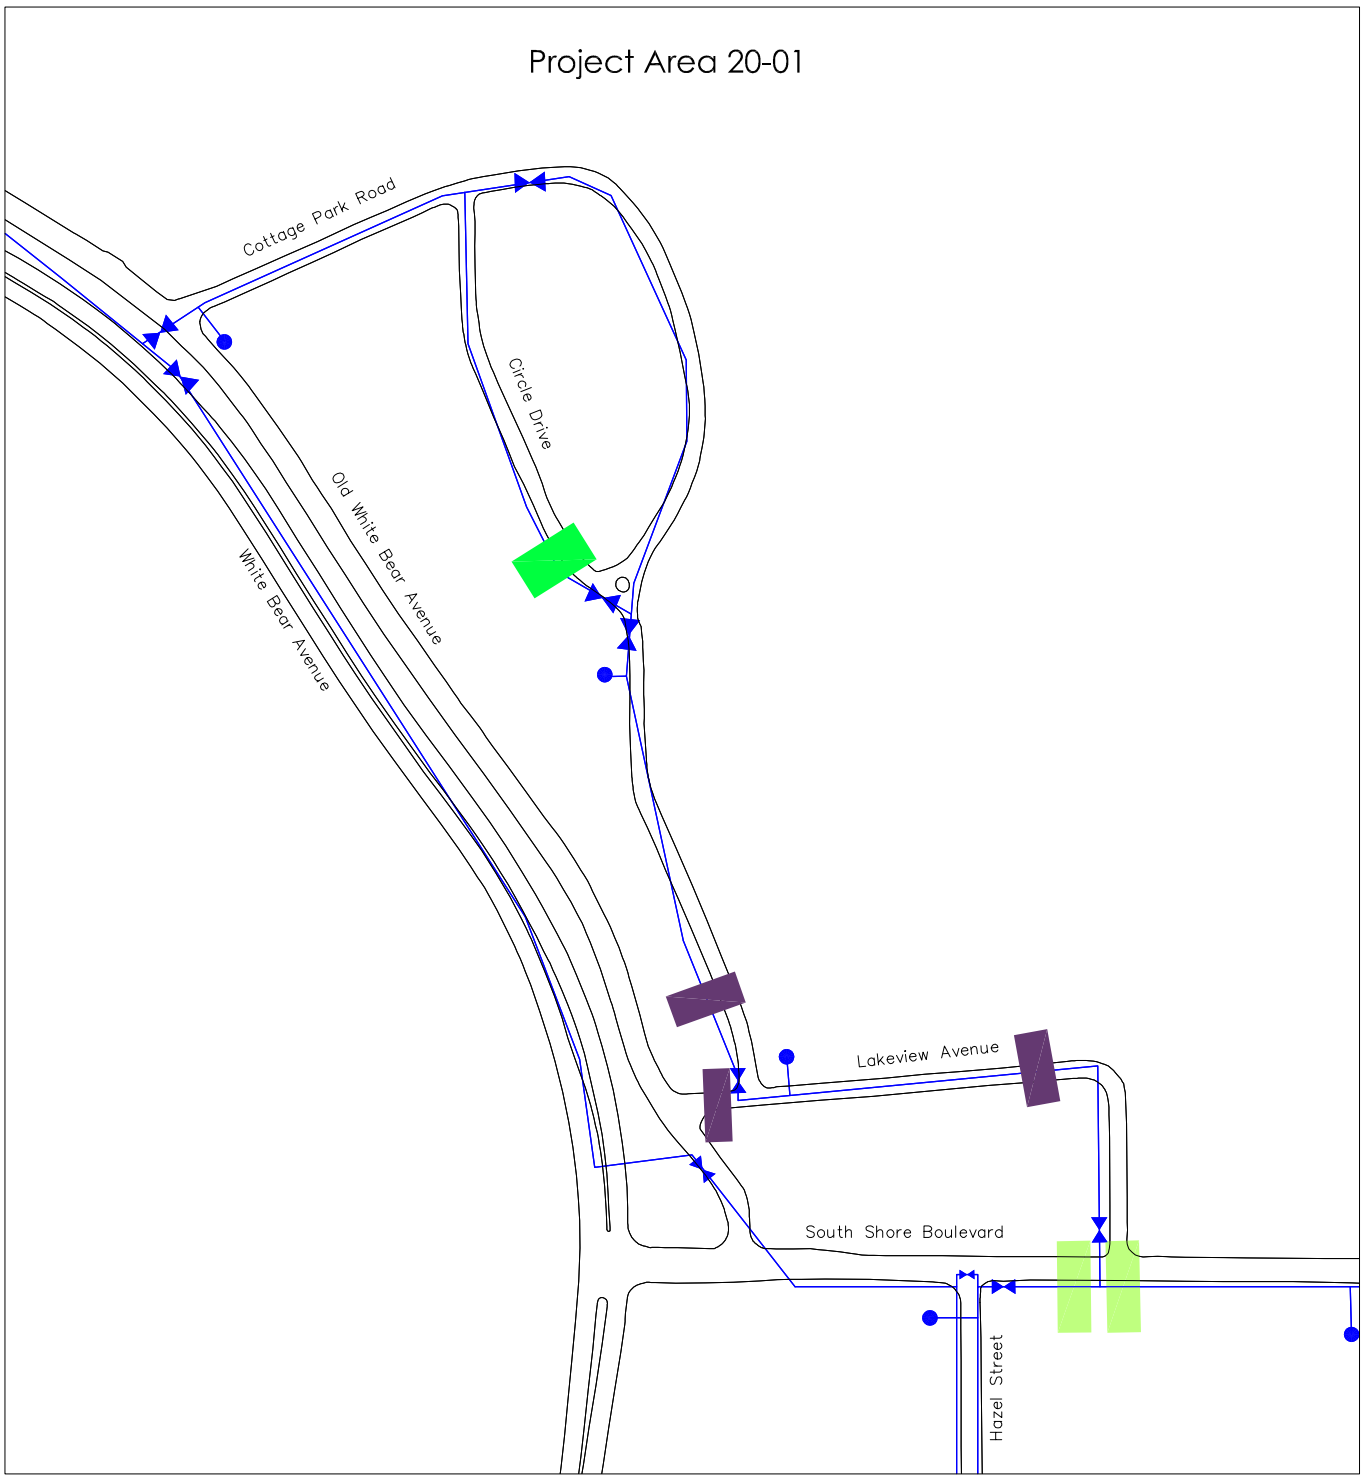 Project Area 20-01
Cottage Park Road
Circle Drive
Old White Bear Avenue
White Bear Avenue
Lakeview Avenue
South Shore Boulevard
Hazel Street